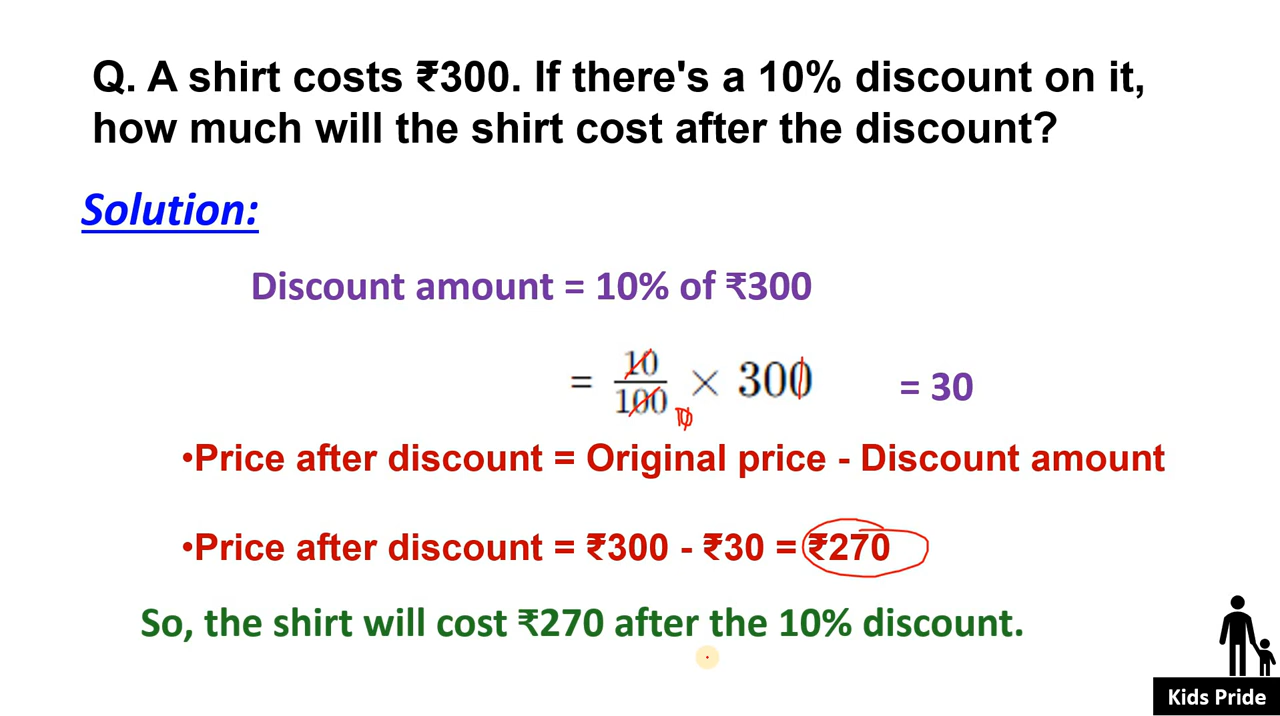 Q. A shirt costs ₹300. If there's a 10% discount on it,
how much will the shirt cost after the discount?
Solution:
Discount amount = 10% of ₹300
= 10/100 × 300 = 30
10
•Price after discount = Original price - Discount amount
•Price after discount = ₹300 - ₹30 = ₹270
So, the shirt will cost ₹270 after the 10% discount.
Kids Pride